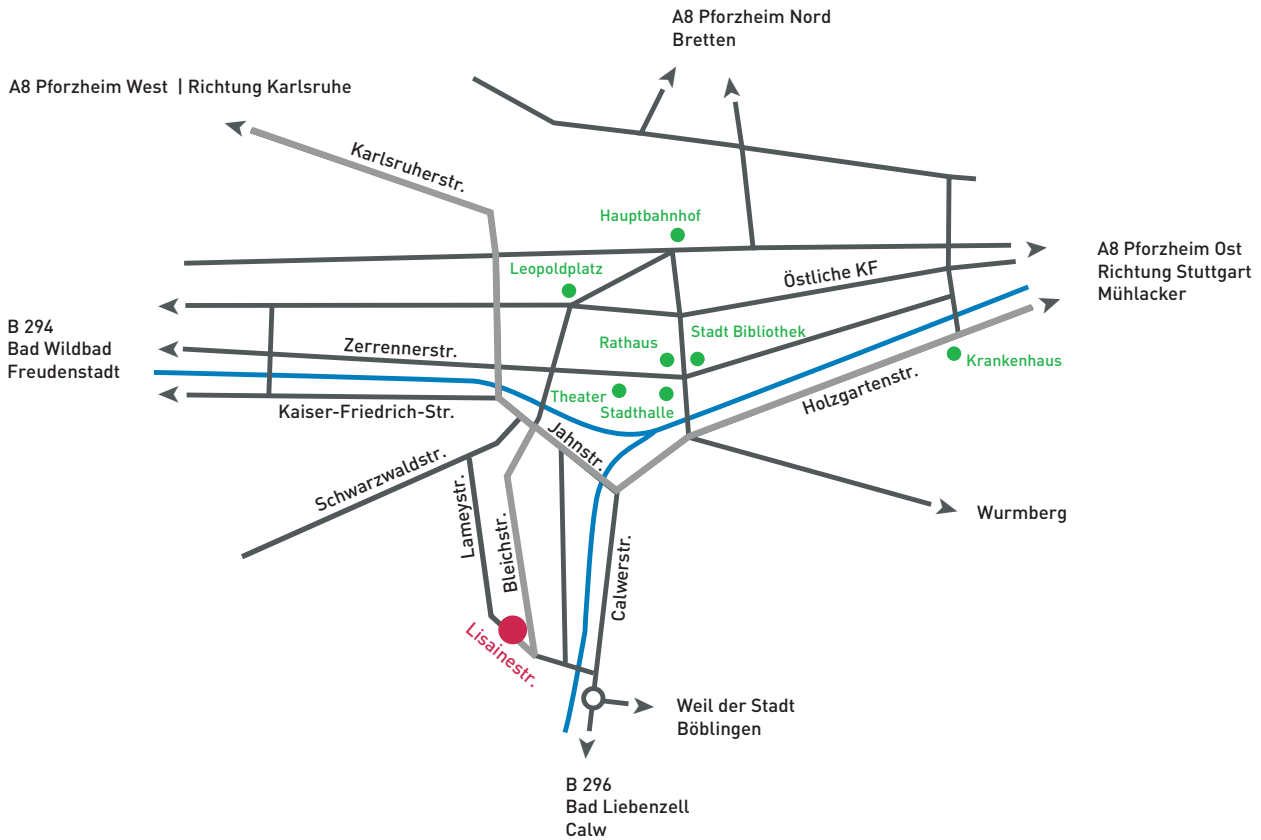 A8 Pforzheim Nord
Bretten
A8 Pforzheim West | Richtung Karlsruhe
Karlsruherstr.
Hauptbahnhof
Leopoldplatz
Östliche KF
A8 Pforzheim Ost
Richtung Stuttgart
Mühlacker
B 294
Bad Wildbad
Freudenstadt
Zerrennerstr.
Rathaus
Stadt Bibliothek
Krankenhaus
Theater
Stadthalle
Holzgartenstr.
Kaiser-Friedrich-Str.
Jahnstr.
Schwarzwaldstr.
Lameystr.
Bleichstr.
Calwerstr.
Wurmberg
Lisainestr.
Weil der Stadt
Böblingen
B 296
Bad Liebenzell
Calw